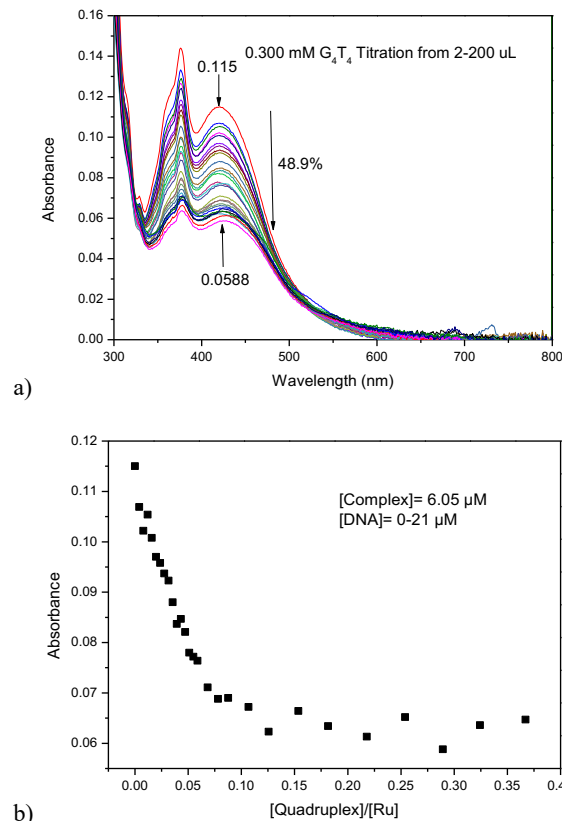 0.300 mM G₄T₄ Titration from 2-200 uL
0.115
48.9%
0.0588
Absorbance
0.16
0.14
0.12
0.10
0.08
0.06
0.04
0.02
0.00
300 400 500 600 700 800
Wavelength (nm)
a)
[Complex]= 6.05 µM
[DNA]= 0-21 µM
Absorbance
0.12
0.11
0.10
0.09
0.08
0.07
0.06
0.00 0.05 0.10 0.15 0.20 0.25 0.30 0.35 0.4
[Quadruplex]/[Ru]
b)